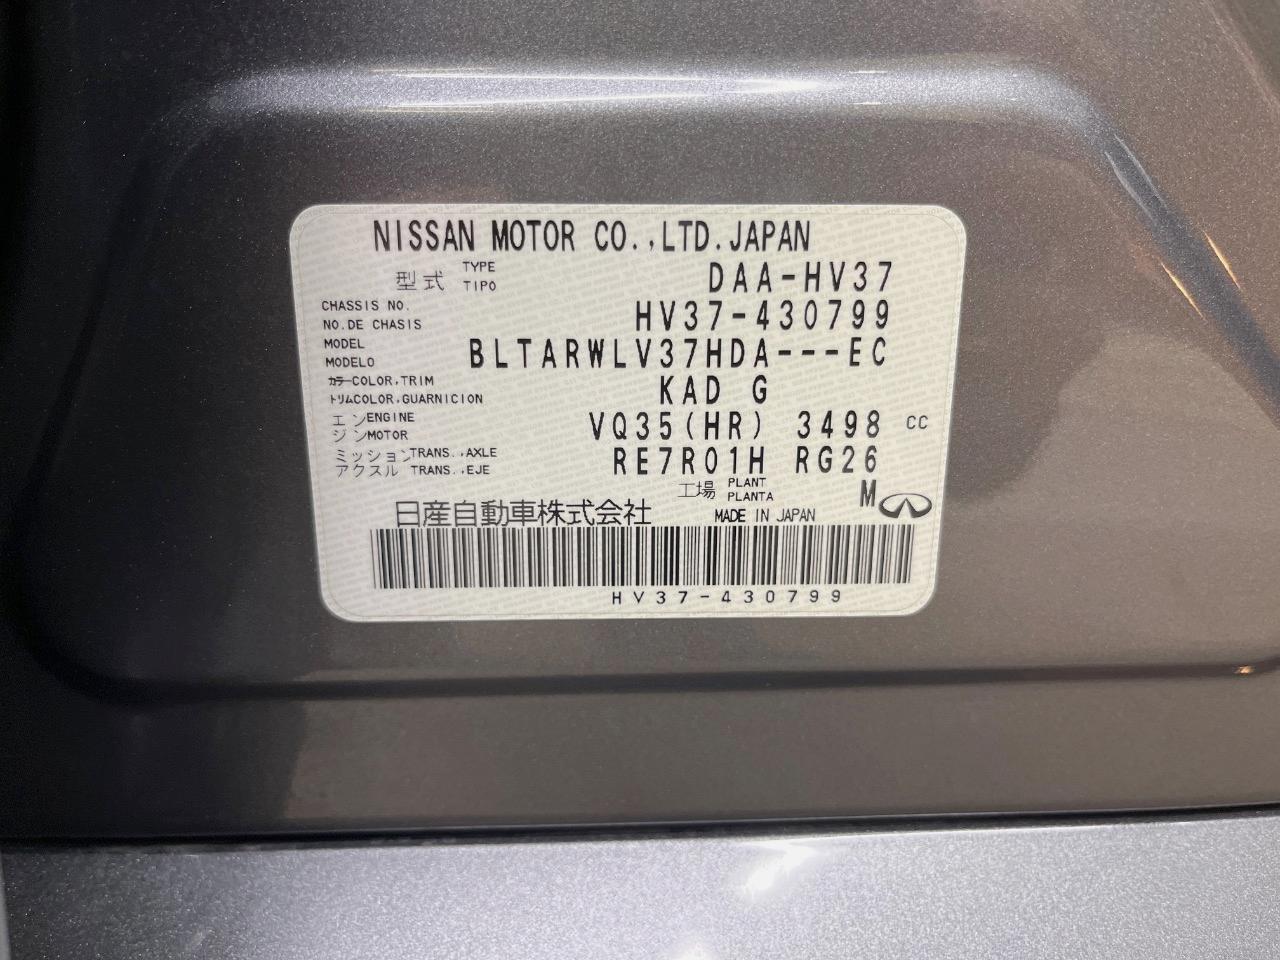 NISSAN MOTOR CO.,LTD.JAPAN
型式 TYPE TIPO DAA-HV37
CHASSIS NO. NO.DE CHASIS HV37-430799
MODEL MODELO BLTARWLV37HDA---EC
カラー COLOR,TRIM トリム COLOR,GUARNICION KAD G
エンジン ENGINE MOTOR VQ35(HR) 3498 CC
ミッション TRANS.,AXLE アクスル TRANS.,EJE RE7R01H RG26
工場 PLANT PLANTA M
日産自動車株式会社 MADE IN JAPAN
HV37-430799